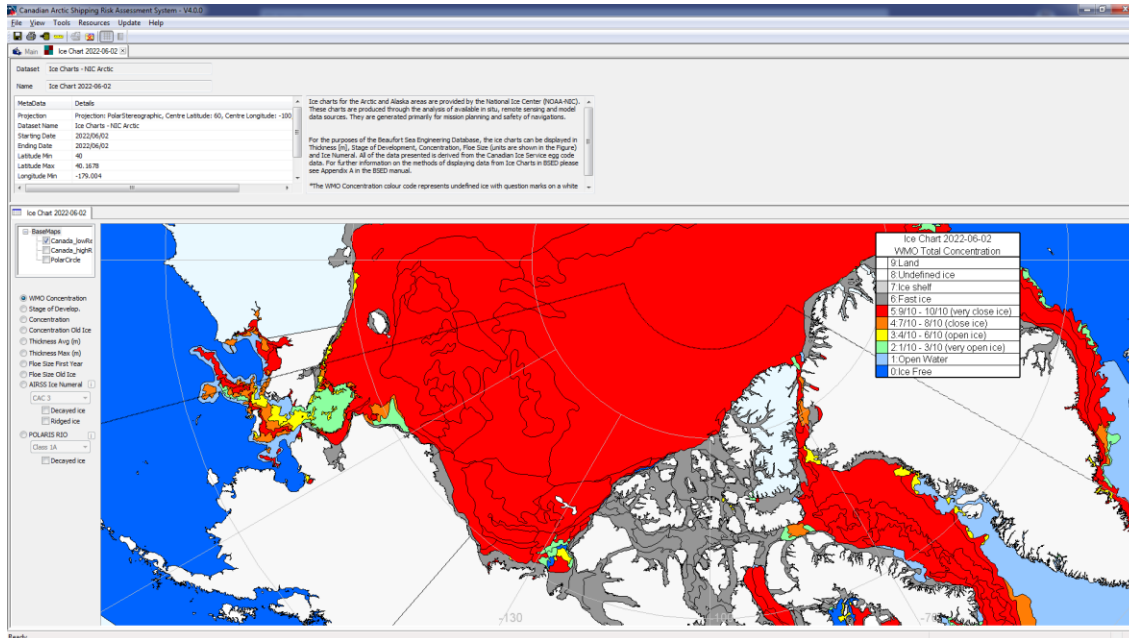 Canadian Arctic Shipping Risk Assessment System - V4.0.0
File View Tools Resources Update Help
Main Ice Chart 2022-06-02
Dataset Ice Charts - NIC Arctic
Name Ice Chart 2022-06-02
MetaData Details
Projection Projection: PolarStereographic, Centre Latitude: 60, Centre Longitude: -100
Dataset Name Ice Charts - NIC Arctic
Starting Date 2022/06/02
Ending Date 2022/06/02
Latitude Min 40
Latitude Max 40.1678
Longitude Min -179.004
Ice charts for the Arctic and Alaska areas are provided by the National Ice Center (NOAA-NIC).
These charts are produced through the analysis of available in situ, remote sensing and model
data sources. They are generated primarily for mission planning and safety of navigations.
For the purposes of the Beaufort Sea Engineering Database, the ice charts can be displayed in
Thickness [m], Stage of Development, Concentration, Floe Size (units are shown in the Figure)
and Ice Numeral. All of the data presented is derived from the Canadian Ice Service egg code
data. For further information on the methods of displaying data from Ice Charts in BSED please
see Appendix A in the BSED manual.
*The WMO Concentration colour code represents undefined ice with question marks on a white
Ice Chart 2022-06-02
BaseMaps
Canada_lowRe
Canada_highR
PolarCircle
WMO Concentration
Stage of Develop.
Concentration
Concentration Old Ice
Thickness Avg (m)
Thickness Max (m)
Floe Size First Year
Floe Size Old Ice
AIRSS Ice Numeral
CAC 3
Decayed ice
Ridged ice
POLARIS RIO
Class 1A
Decayed ice
Ice Chart 2022-06-02
WMO Total Concentration
9:Land
8:Undefined ice
7:Ice shelf
6:Fast ice
5:9/10 - 10/10 (very close ice)
4:7/10 - 8/10 (close ice)
3:4/10 - 6/10 (open ice)
2:1/10 - 3/10 (very open ice)
1:Open Water
0:Ice Free
-130
Ready